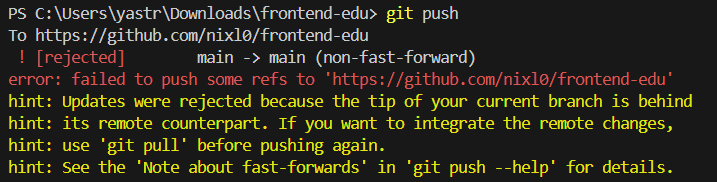 PS C:\Users\yastr\Downloads\frontend-edu> git push
To https://github.com/nixl0/frontend-edu
 ! [rejected]        main -> main (non-fast-forward)
error: failed to push some refs to 'https://github.com/nixl0/frontend-edu'
hint: Updates were rejected because the tip of your current branch is behind
hint: its remote counterpart. If you want to integrate the remote changes,
hint: use 'git pull' before pushing again.
hint: See the 'Note about fast-forwards' in 'git push --help' for details.